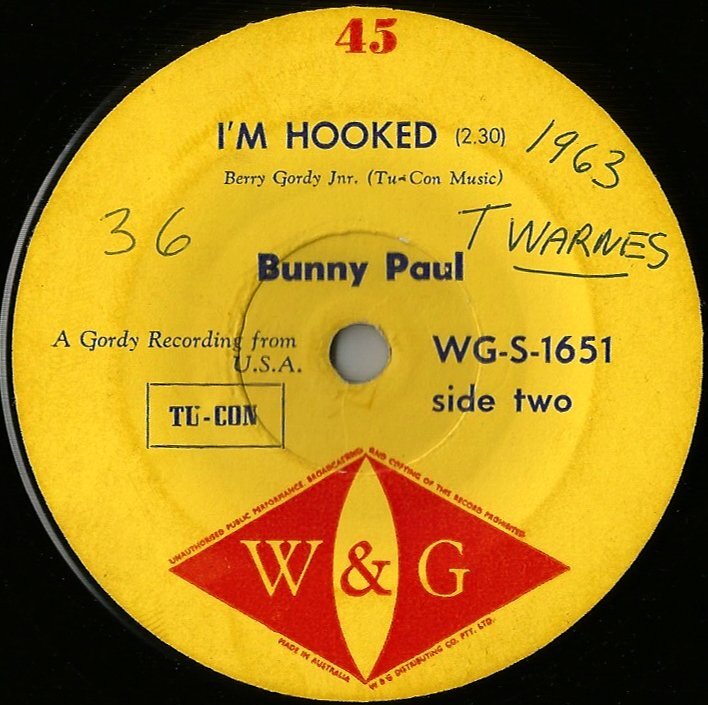 45
I'M HOOKED (2.30)
1963
Berry Gordy Jnr. (Tu-Con Music)
36
T WARNES
Bunny Paul
A Gordy Recording from
U.S.A.
WG-S-1651
side two
TU-CON
UNAUTHORISED PUBLIC PERFORMANCE, BROADCASTING AND COPYING OF THIS RECORD PROHIBITED
W & G
MADE IN AUSTRALIA
W & G DISTRIBUTING CO. PTY. LTD.